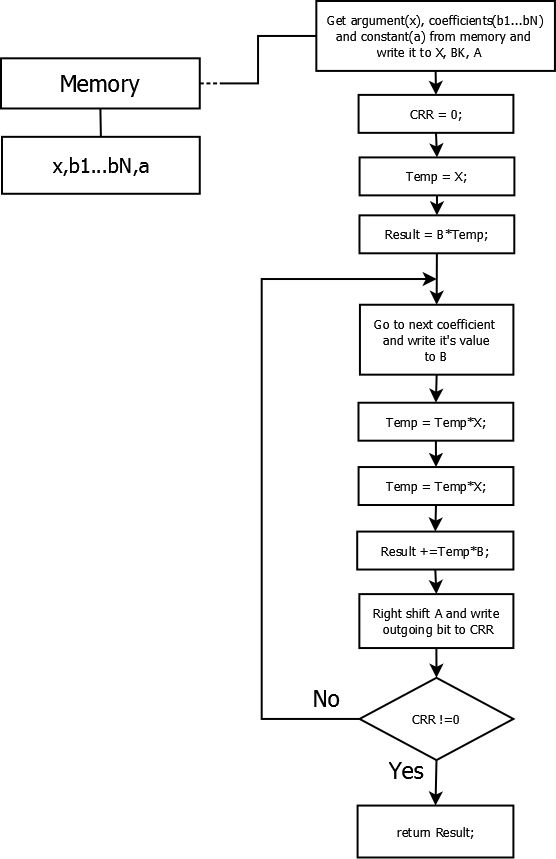 Get argument(x), coefficients(b1...bN)
and constant(a) from memory and
write it to X, BK, A
Memory
CRR = 0;
x,b1...bN,a
Temp = X;
Result = B*Temp;
Go to next coefficient
and write it's value
to B
Temp = Temp*X;
Temp = Temp*X;
Result +=Temp*B;
Right shift A and write
outgoing bit to CRR
No
CRR !=0
Yes
return Result;